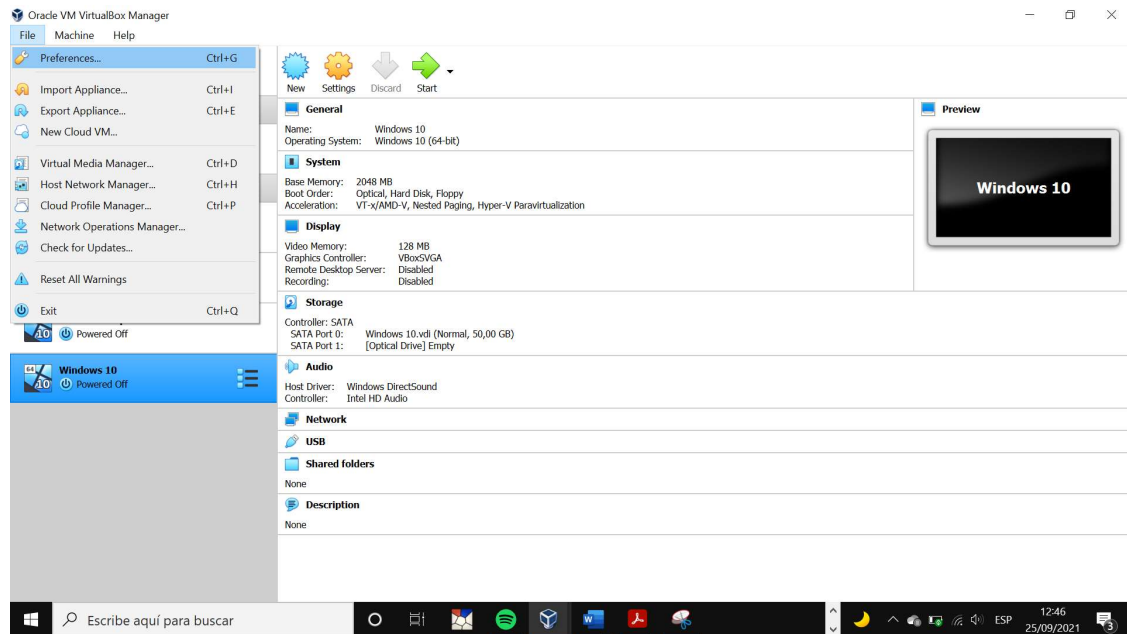 Oracle VM VirtualBox Manager
File Machine Help
Preferences... Ctrl+G
Import Appliance... Ctrl+I
Export Appliance... Ctrl+E
New Cloud VM...
Virtual Media Manager... Ctrl+D
Host Network Manager... Ctrl+H
Cloud Profile Manager... Ctrl+P
Network Operations Manager...
Check for Updates...
Reset All Warnings
Exit Ctrl+Q
10 Powered Off
64 Windows 10
10 Powered Off
New Settings Discard Start
General
Name: Windows 10
Operating System: Windows 10 (64-bit)
System
Base Memory: 2048 MB
Boot Order: Optical, Hard Disk, Floppy
Acceleration: VT-x/AMD-V, Nested Paging, Hyper-V Paravirtualization
Display
Video Memory: 128 MB
Graphics Controller: VBoxSVGA
Remote Desktop Server: Disabled
Recording: Disabled
Storage
Controller: SATA
SATA Port 0: Windows 10.vdi (Normal, 50,00 GB)
SATA Port 1: [Optical Drive] Empty
Audio
Host Driver: Windows DirectSound
Controller: Intel HD Audio
Network
USB
Shared folders
None
Description
None
Preview
Windows 10
Escribe aquí para buscar
W
ESP
12:46
25/09/2021
3